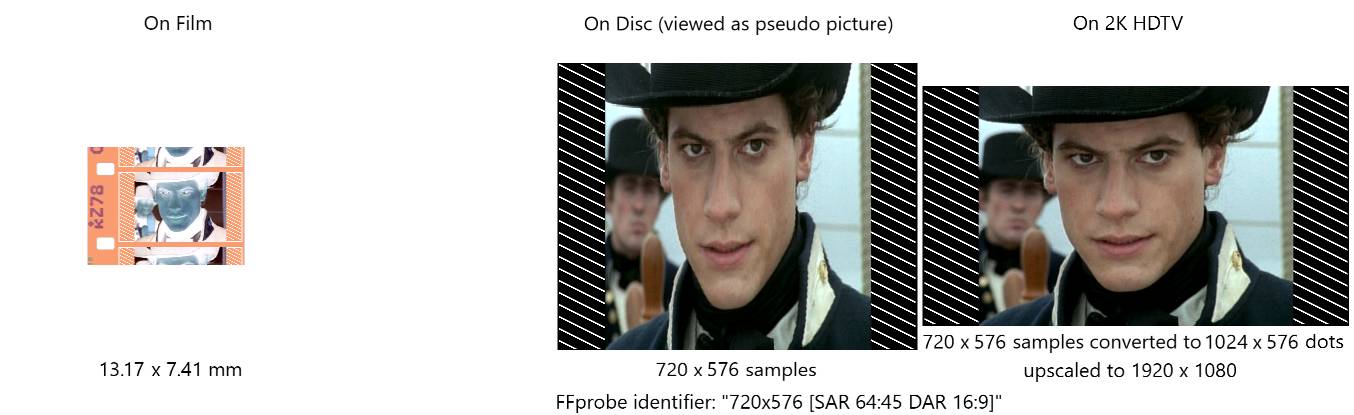 On Film
On Disc (viewed as pseudo picture)
On 2K HDTV
KZ78
13.17 x 7.41 mm
720 x 576 samples
720 x 576 samples converted to 1024 x 576 dots
upscaled to 1920 x 1080
FFprobe identifier: "720x576 [SAR 64:45 DAR 16:9]"